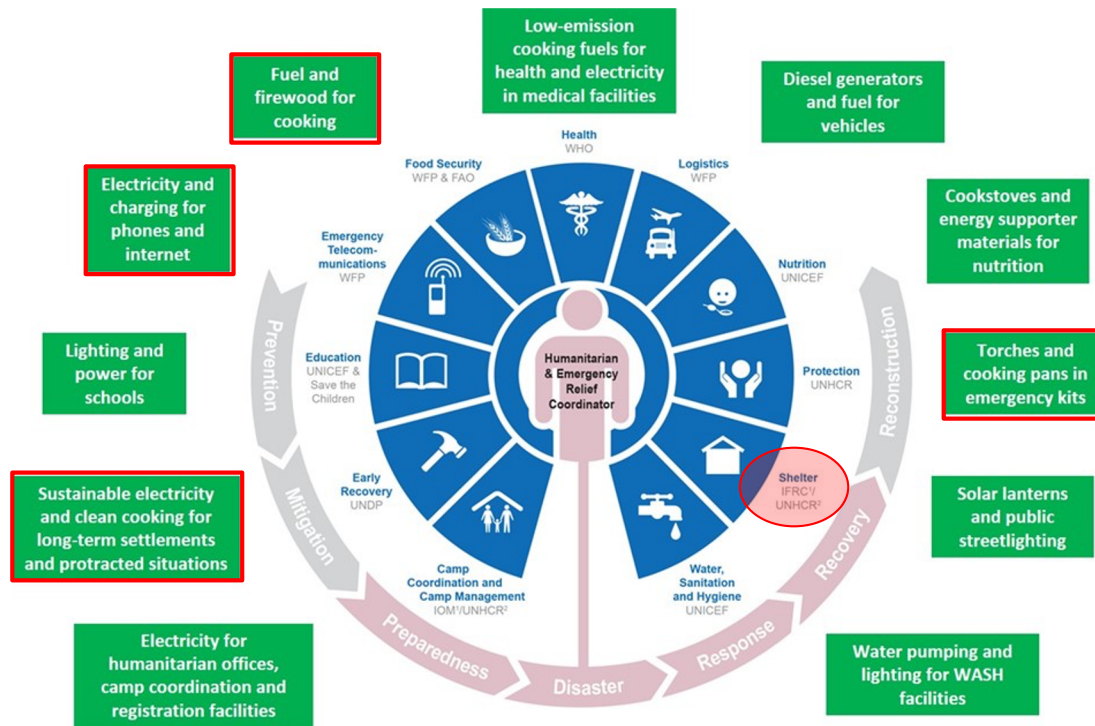 Low-emission
cooking fuels for
health and electricity
in medical facilities
Fuel and
firewood for
cooking
Diesel generators
and fuel for
vehicles
Health
WHO
Food Security
WFP & FAO
Logistics
WFP
Electricity and
charging for
phones and
internet
Cookstoves and
energy supporter
materials for
nutrition
Emergency
Telecom-
munications
WFP
Nutrition
UNICEF
Prevention
Lighting and
power for
schools
Education
UNICEF &
Save the
Children
Humanitarian
& Emergency
Relief
Coordinator
Protection
UNHCR
Reconstruction
Torches and
cooking pans in
emergency kits
Sustainable electricity
and clean cooking for
long-term settlements
and protracted situations
Mitigation
Early
Recovery
UNDP
Shelter
IFRC¹/
UNHCR²
Recovery
Solar lanterns
and public
streetlighting
Camp
Coordination and
Camp Management
IOM¹/UNHCR²
Water,
Sanitation
and Hygiene
UNICEF
Preparedness
Disaster
Response
Electricity for
humanitarian offices,
camp coordination and
registration facilities
Water pumping and
lighting for WASH
facilities